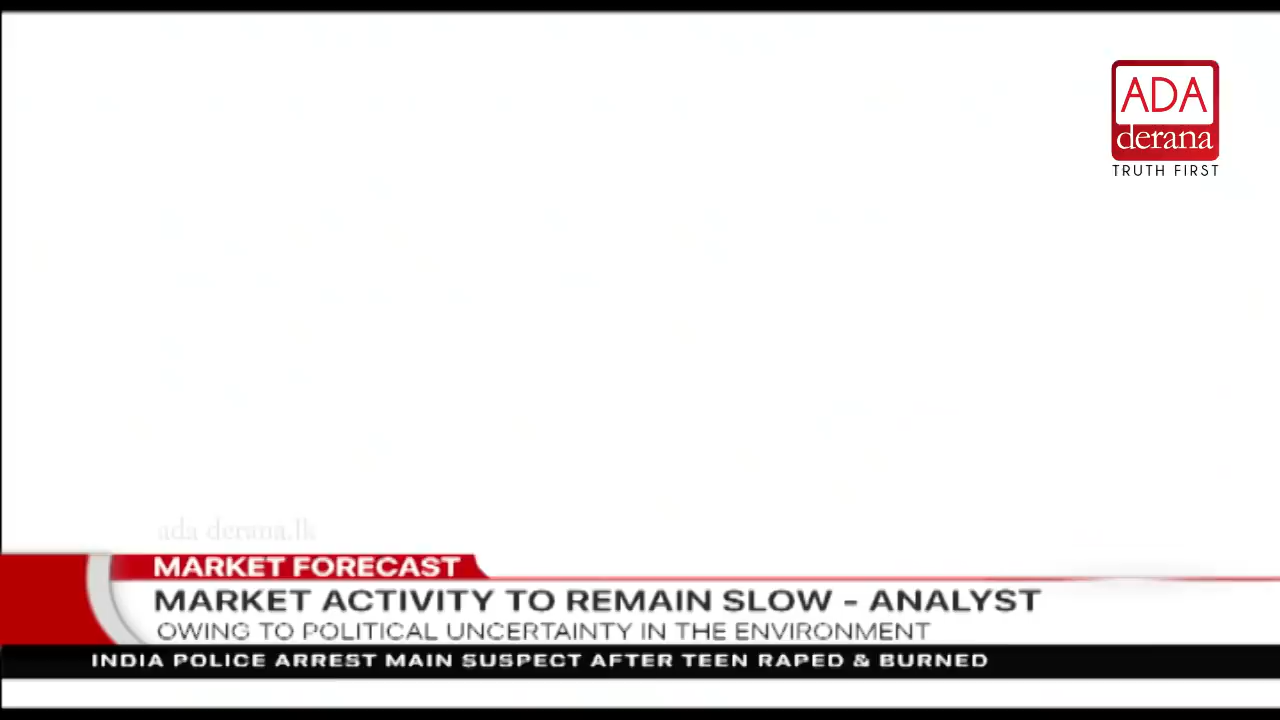 ADA
derana
TRUTH FIRST
ada derana.lk
MARKET FORECAST
MARKET ACTIVITY TO REMAIN SLOW - ANALYST
OWING TO POLITICAL UNCERTAINTY IN THE ENVIRONMENT
INDIA POLICE ARREST MAIN SUSPECT AFTER TEEN RAPED & BURNED